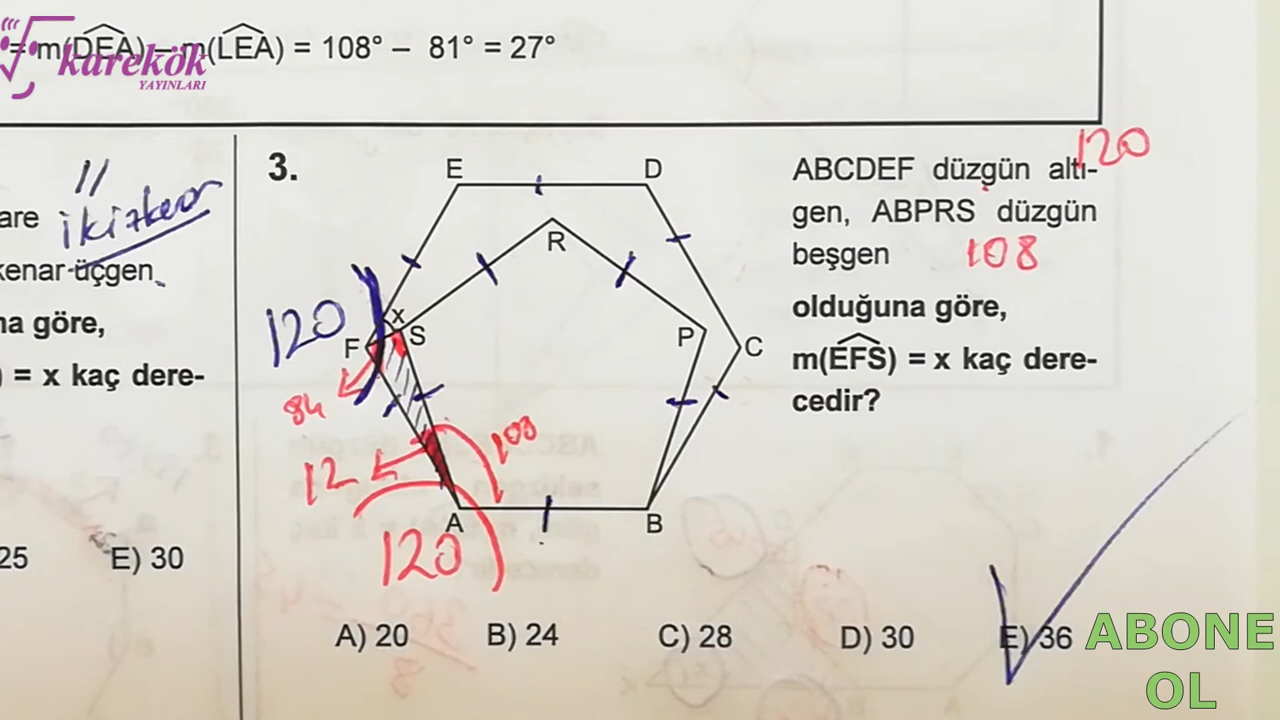 = m(DEA) – m(LEA) = 108° – 81° = 27°
karekök
YAYINLARI
//
ikizkenar
are
kenar üçgen
na göre,
) = x kaç dere-
25
E) 30
3.
E
D
R
x
S
F
P
C
A
B
120
84
12
108
120
ABCDEF düzgün altı-
120
gen, ABPRS düzgün
beşgen
108
olduğuna göre,
m(EFS) = x kaç dere-
cedir?
A) 20
B) 24
C) 28
D) 30
E) 36
ABONE
OL